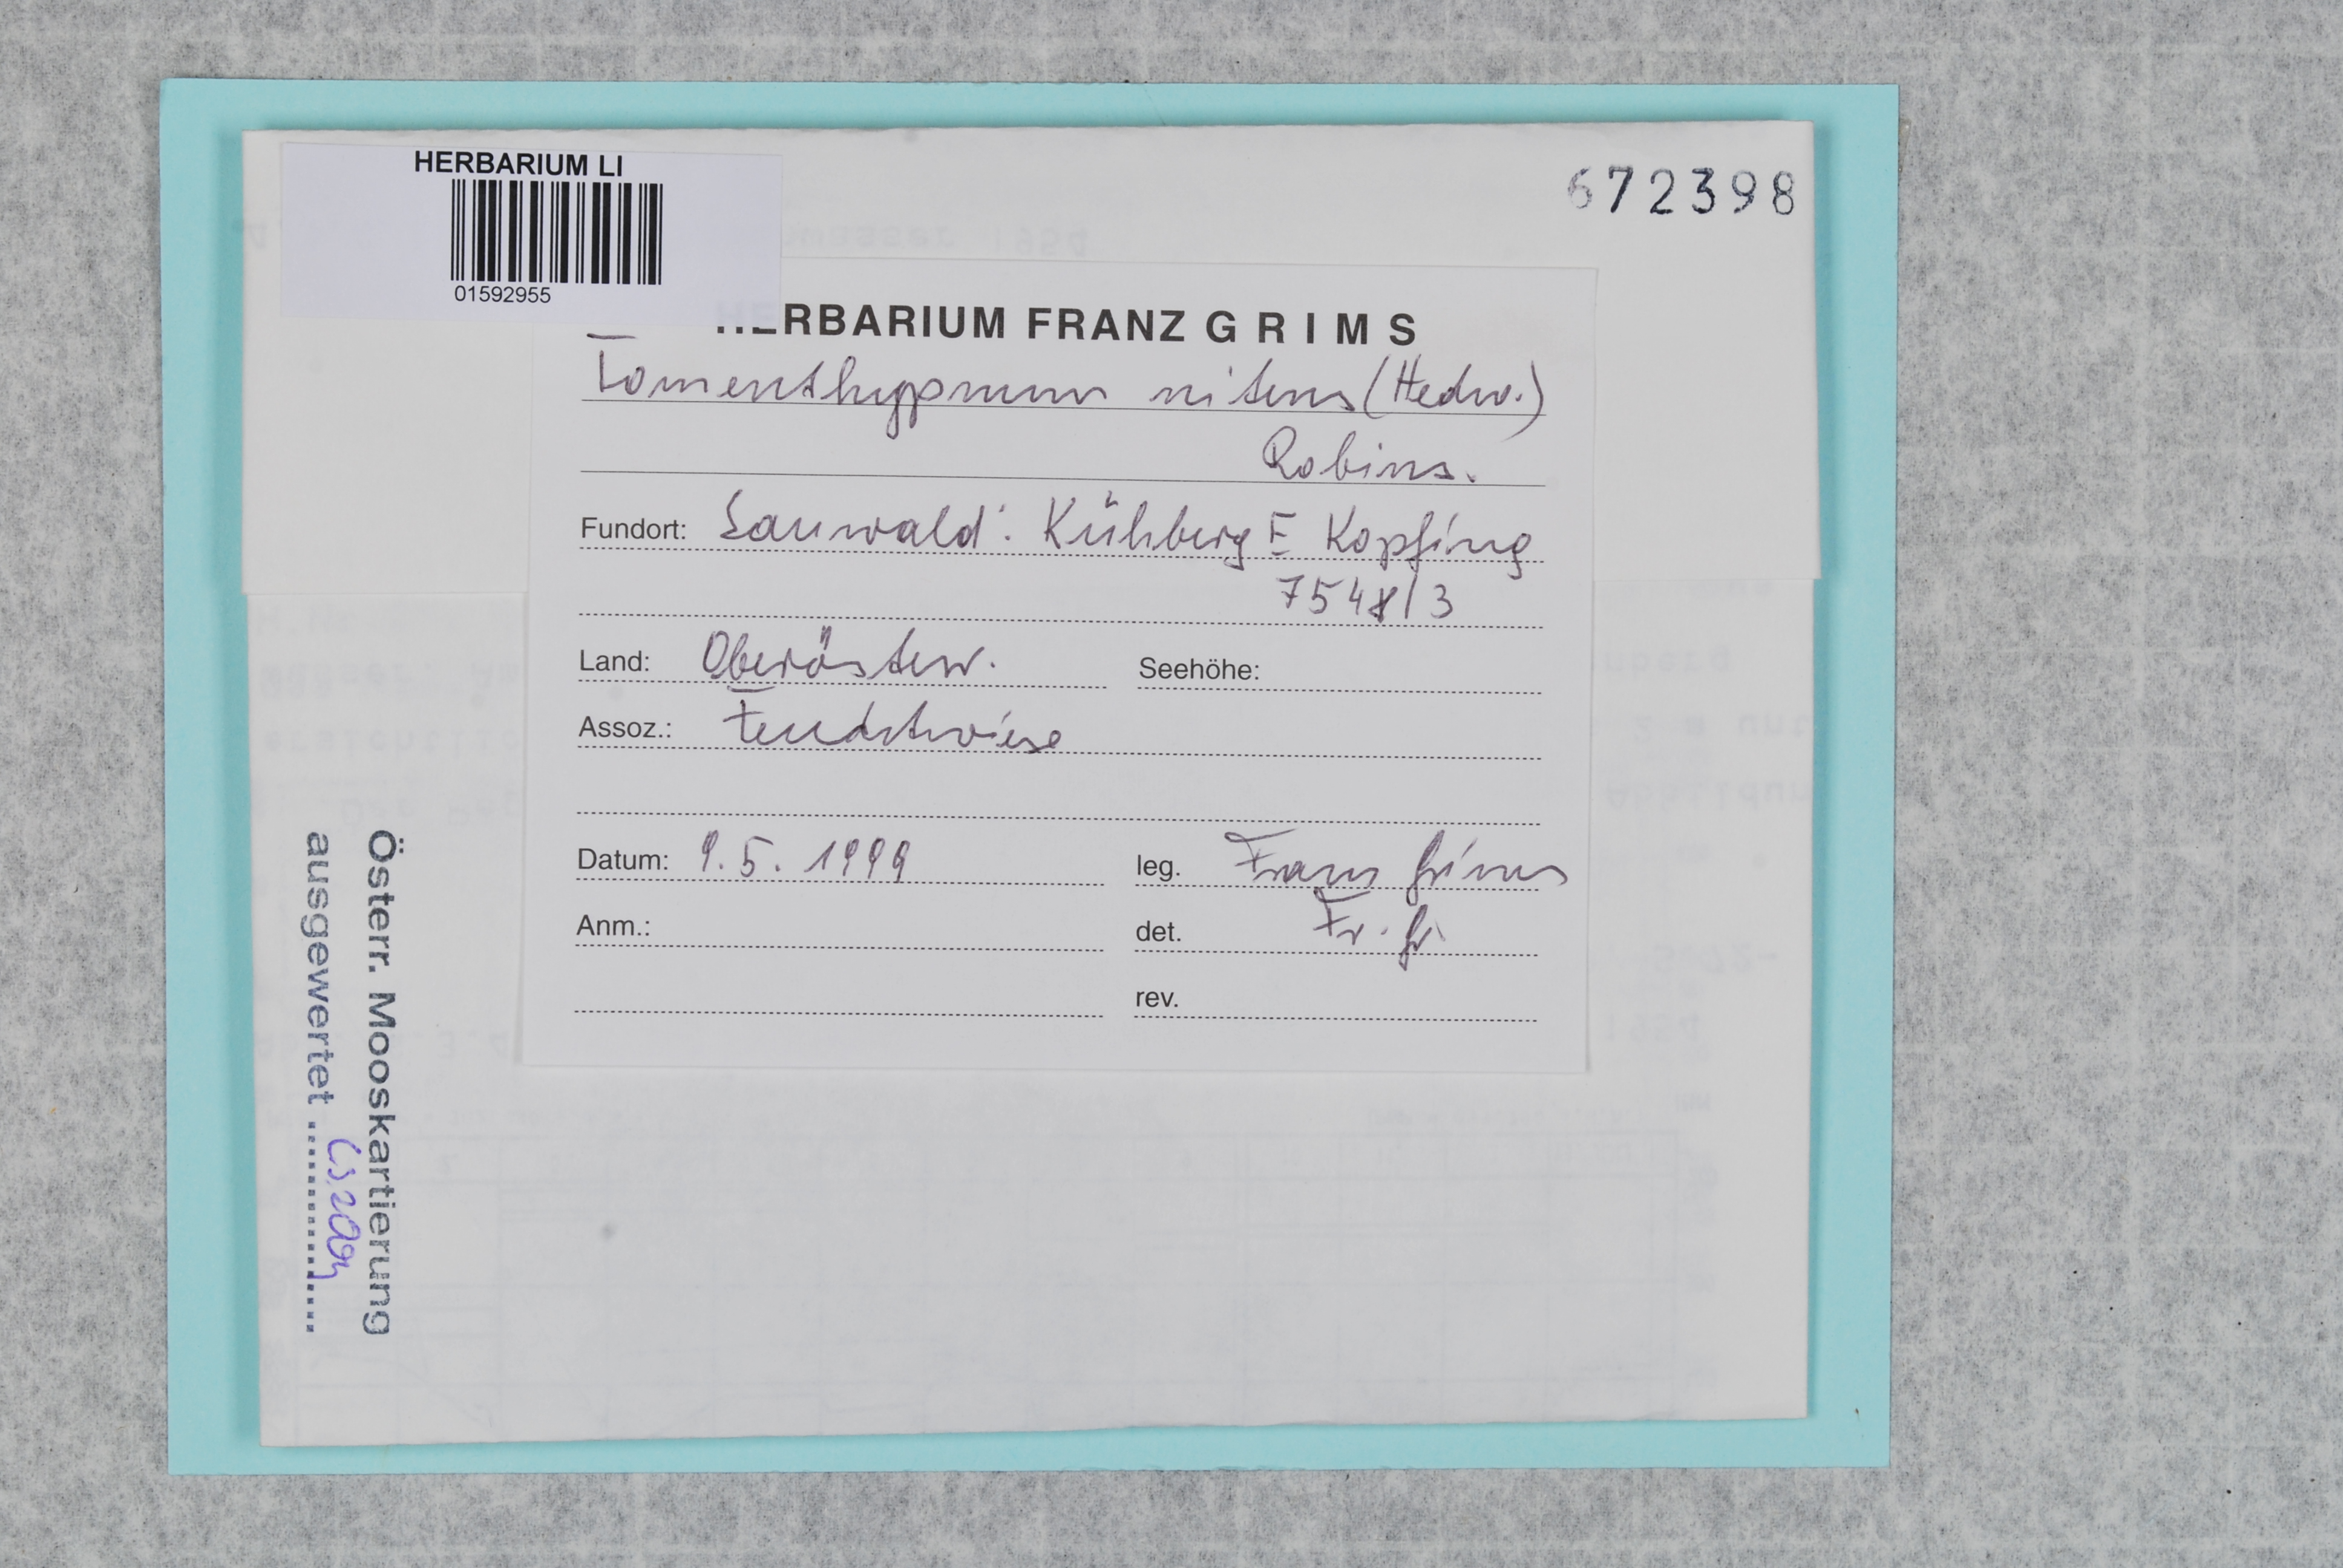 HERBARIUM LI
01592955
672398
HERBARIUM FRANZ GRIMS
Tomenthypnum nitens (Hedw.)
Robins.
Fundort: Sauwald: Kühberg E Kopfing
7548/3
Land: Oberösterr.
Seehöhe:
Assoz.: Feuchtwiese
Datum: 9.5.1999
leg. Franz Grims
Anm.:
det. Fr. Gr.
rev.
Österr. Mooskartierung
ausgewertet